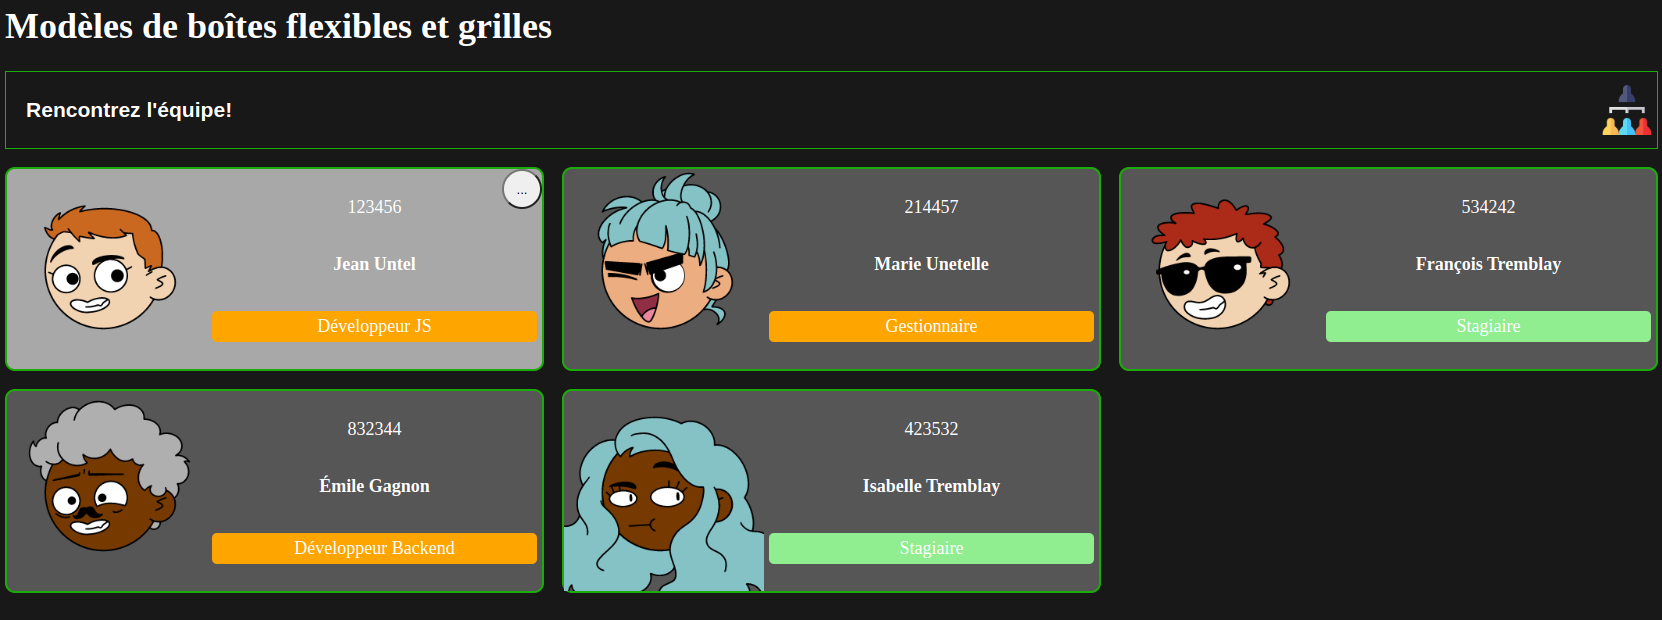 Modèles de boîtes flexibles et grilles
Rencontrez l'équipe!
...
123456
Jean Untel
Développeur JS
214457
Marie Unetelle
Gestionnaire
534242
François Tremblay
Stagiaire
832344
Émile Gagnon
Développeur Backend
423532
Isabelle Tremblay
Stagiaire